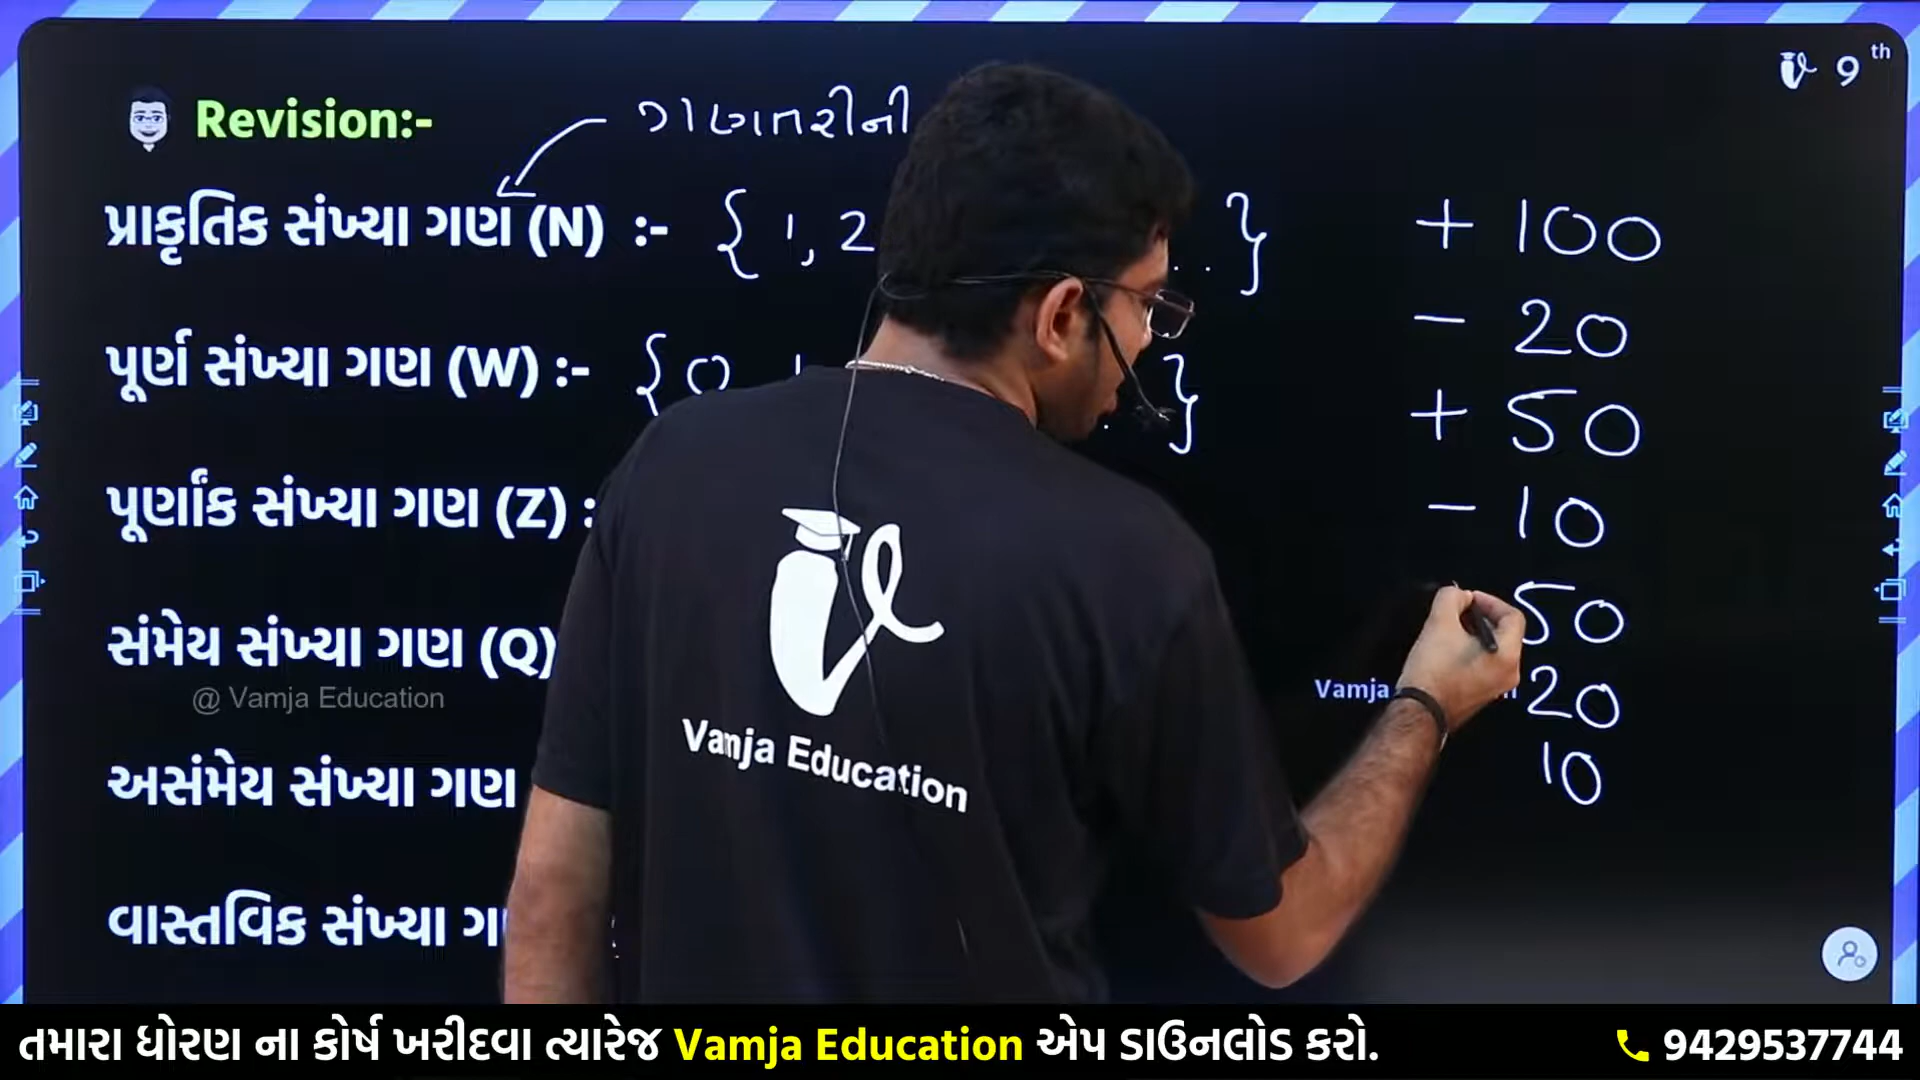 9th
Revision:- ગણતરીની
પ્રાકૃતિક સંખ્યા ગણ (N) :- { 1, 2 ... }
પૂર્ણ સંખ્યા ગણ (W) :- { 0, 1 . }
પૂર્ણાંક સંખ્યા ગણ (Z) :
સંમેય સંખ્યા ગણ (Q)
@ Vamja Education
અસંમેય સંખ્યા ગણ
વાસ્તવિક સંખ્યા
+ 100
- 20
+ 50
- 10
50
20
10
Vamja
Vamja Education
તમારા ધોરણ ના કોર્ષ ખરીદવા ત્યારેજ Vamja Education એપ ડાઉનલોડ કરો.
9429537744